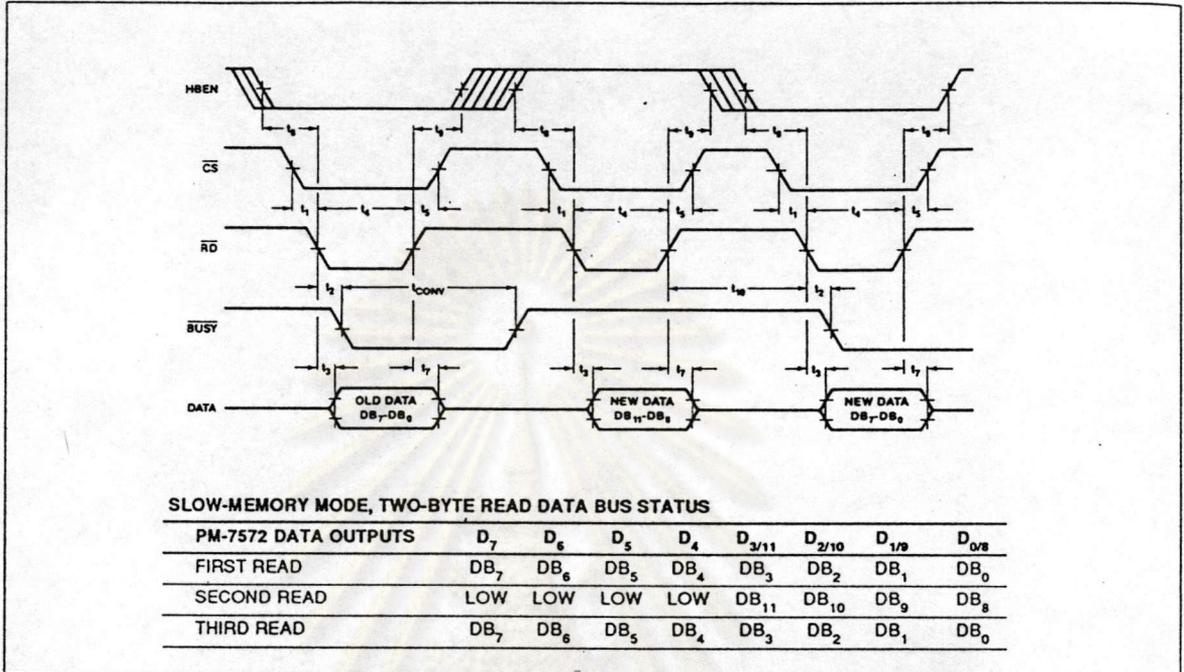 HBEN
t₈ t₉ t₈ t₉ t₈ t₉
CS
t₁ t₄ t₅ t₁ t₄ t₅ t₁ t₄ t₅
RD
t₂ tCONV t₁₀ t₂
BUSY
t₃ t₇ t₃ t₇ t₃ t₇
DATA OLD DATA NEW DATA NEW DATA
DB₇-DB₀ DB₁₁-DB₈ DB₇-DB₀
SLOW-MEMORY MODE, TWO-BYTE READ DATA BUS STATUS
PM-7572 DATA OUTPUTS D₇ D₆ D₅ D₄ D₃/₁₁ D₂/₁₀ D₁/₉ D₀/₈
FIRST READ DB₇ DB₆ DB₅ DB₄ DB₃ DB₂ DB₁ DB₀
SECOND READ LOW LOW LOW LOW DB₁₁ DB₁₀ DB₉ DB₈
THIRD READ DB₇ DB₆ DB₅ DB₄ DB₃ DB₂ DB₁ DB₀